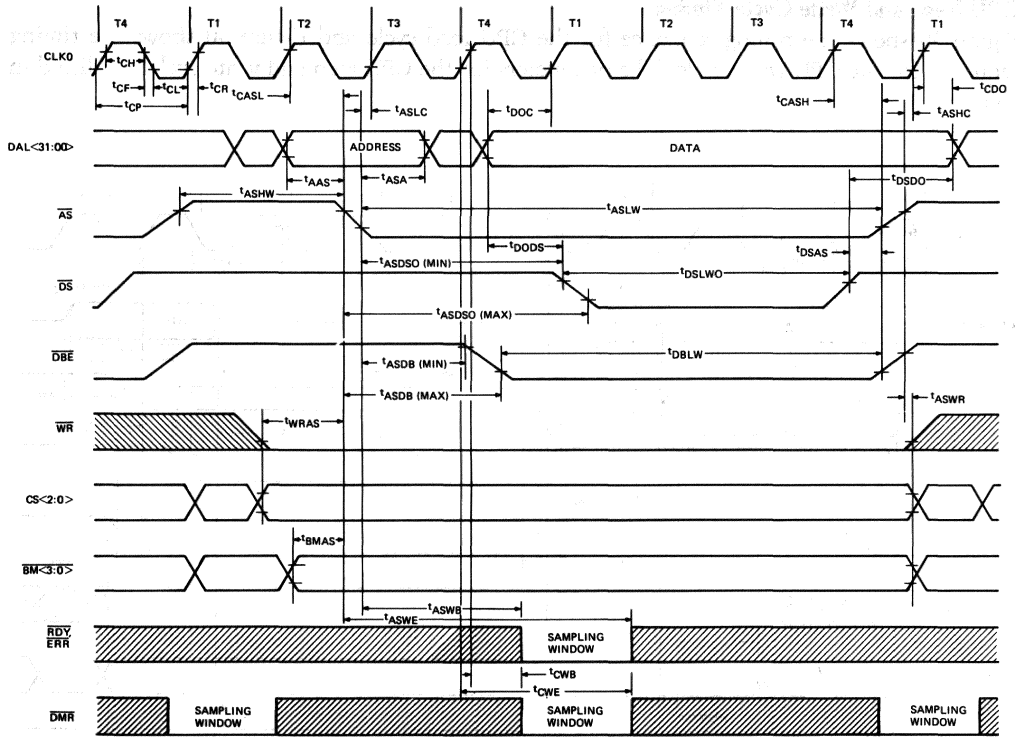 T4 T1 T2 T3 T4 T1 T2 T3 T4 T1
CLKO
tCH
tCF tCL tCR tCASL tASLC tDOC tCASH tCDO
tCP tASHC
DAL<31:00> ADDRESS DATA
tAAS tASA tDSDO
tASHW
AS tASLW
tDODS tDSAS
tASDSO (MIN)
DS tDSLWO
tASDSO (MAX)
DBE tASDB (MIN) tDBLW
tASDB (MAX) tASWR
WR tWRAS
CS<2:0>
tBMAS
BM<3:0>
tASWB
tASWE
RDY, ERR SAMPLING WINDOW
tCWB
tCWE
DMR SAMPLING WINDOW SAMPLING WINDOW SAMPLING WINDOW